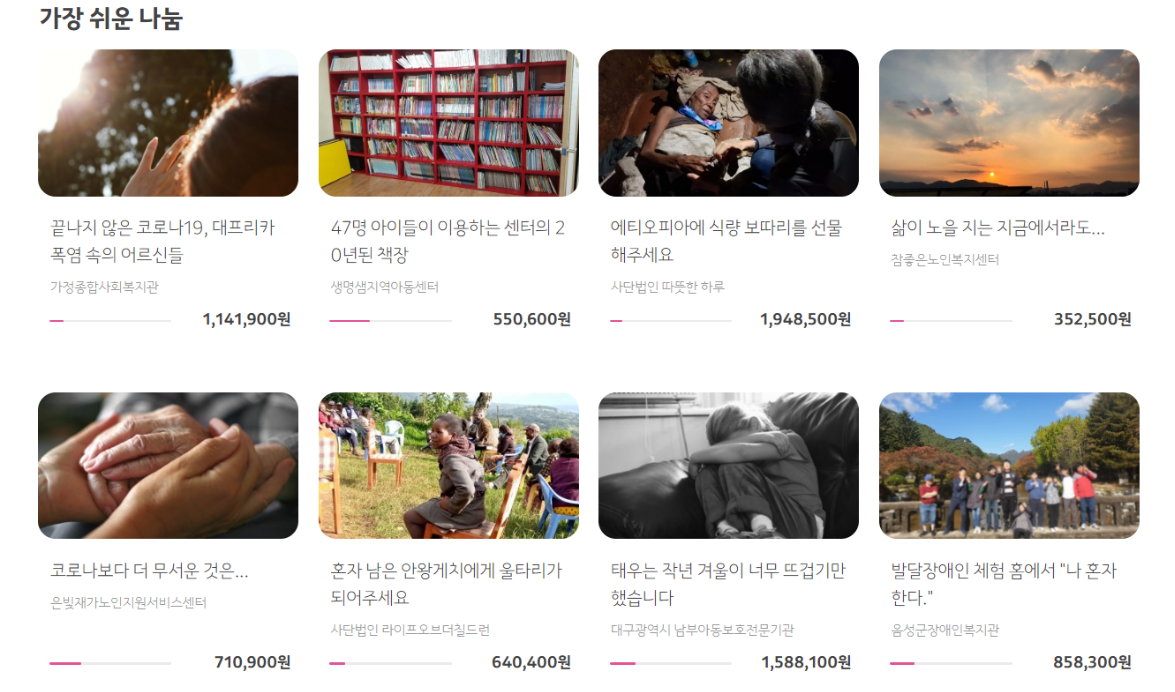 가장 쉬운 나눔
끝나지 않은 코로나19, 대프리카
폭염 속의 어르신들
가정종합사회복지관
1,141,900원
47명 아이들이 이용하는 센터의 2
0년된 책장
생명샘지역아동센터
550,600원
에티오피아에 식량 보따리를 선물
해주세요
사단법인 따뜻한 하루
1,948,500원
삶이 노을 지는 지금에서라도...
참좋은노인복지센터
352,500원
코로나보다 더 무서운 것은...
은빛재가노인지원서비스센터
710,900원
혼자 남은 안왕게치에게 울타리가
되어주세요
사단법인 라이프오브더칠드런
640,400원
태우는 작년 겨울이 너무 뜨겁기만
했습니다
대구광역시 남부아동보호전문기관
1,588,100원
발달장애인 체험 홈에서 "나 혼자
한다."
음성군장애인복지관
858,300원